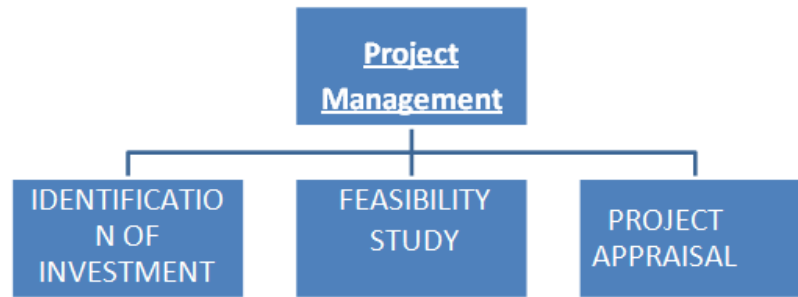 Project
Management
IDENTIFICATIO
N OF
INVESTMENT
FEASIBILITY
STUDY
PROJECT
APPRAISAL